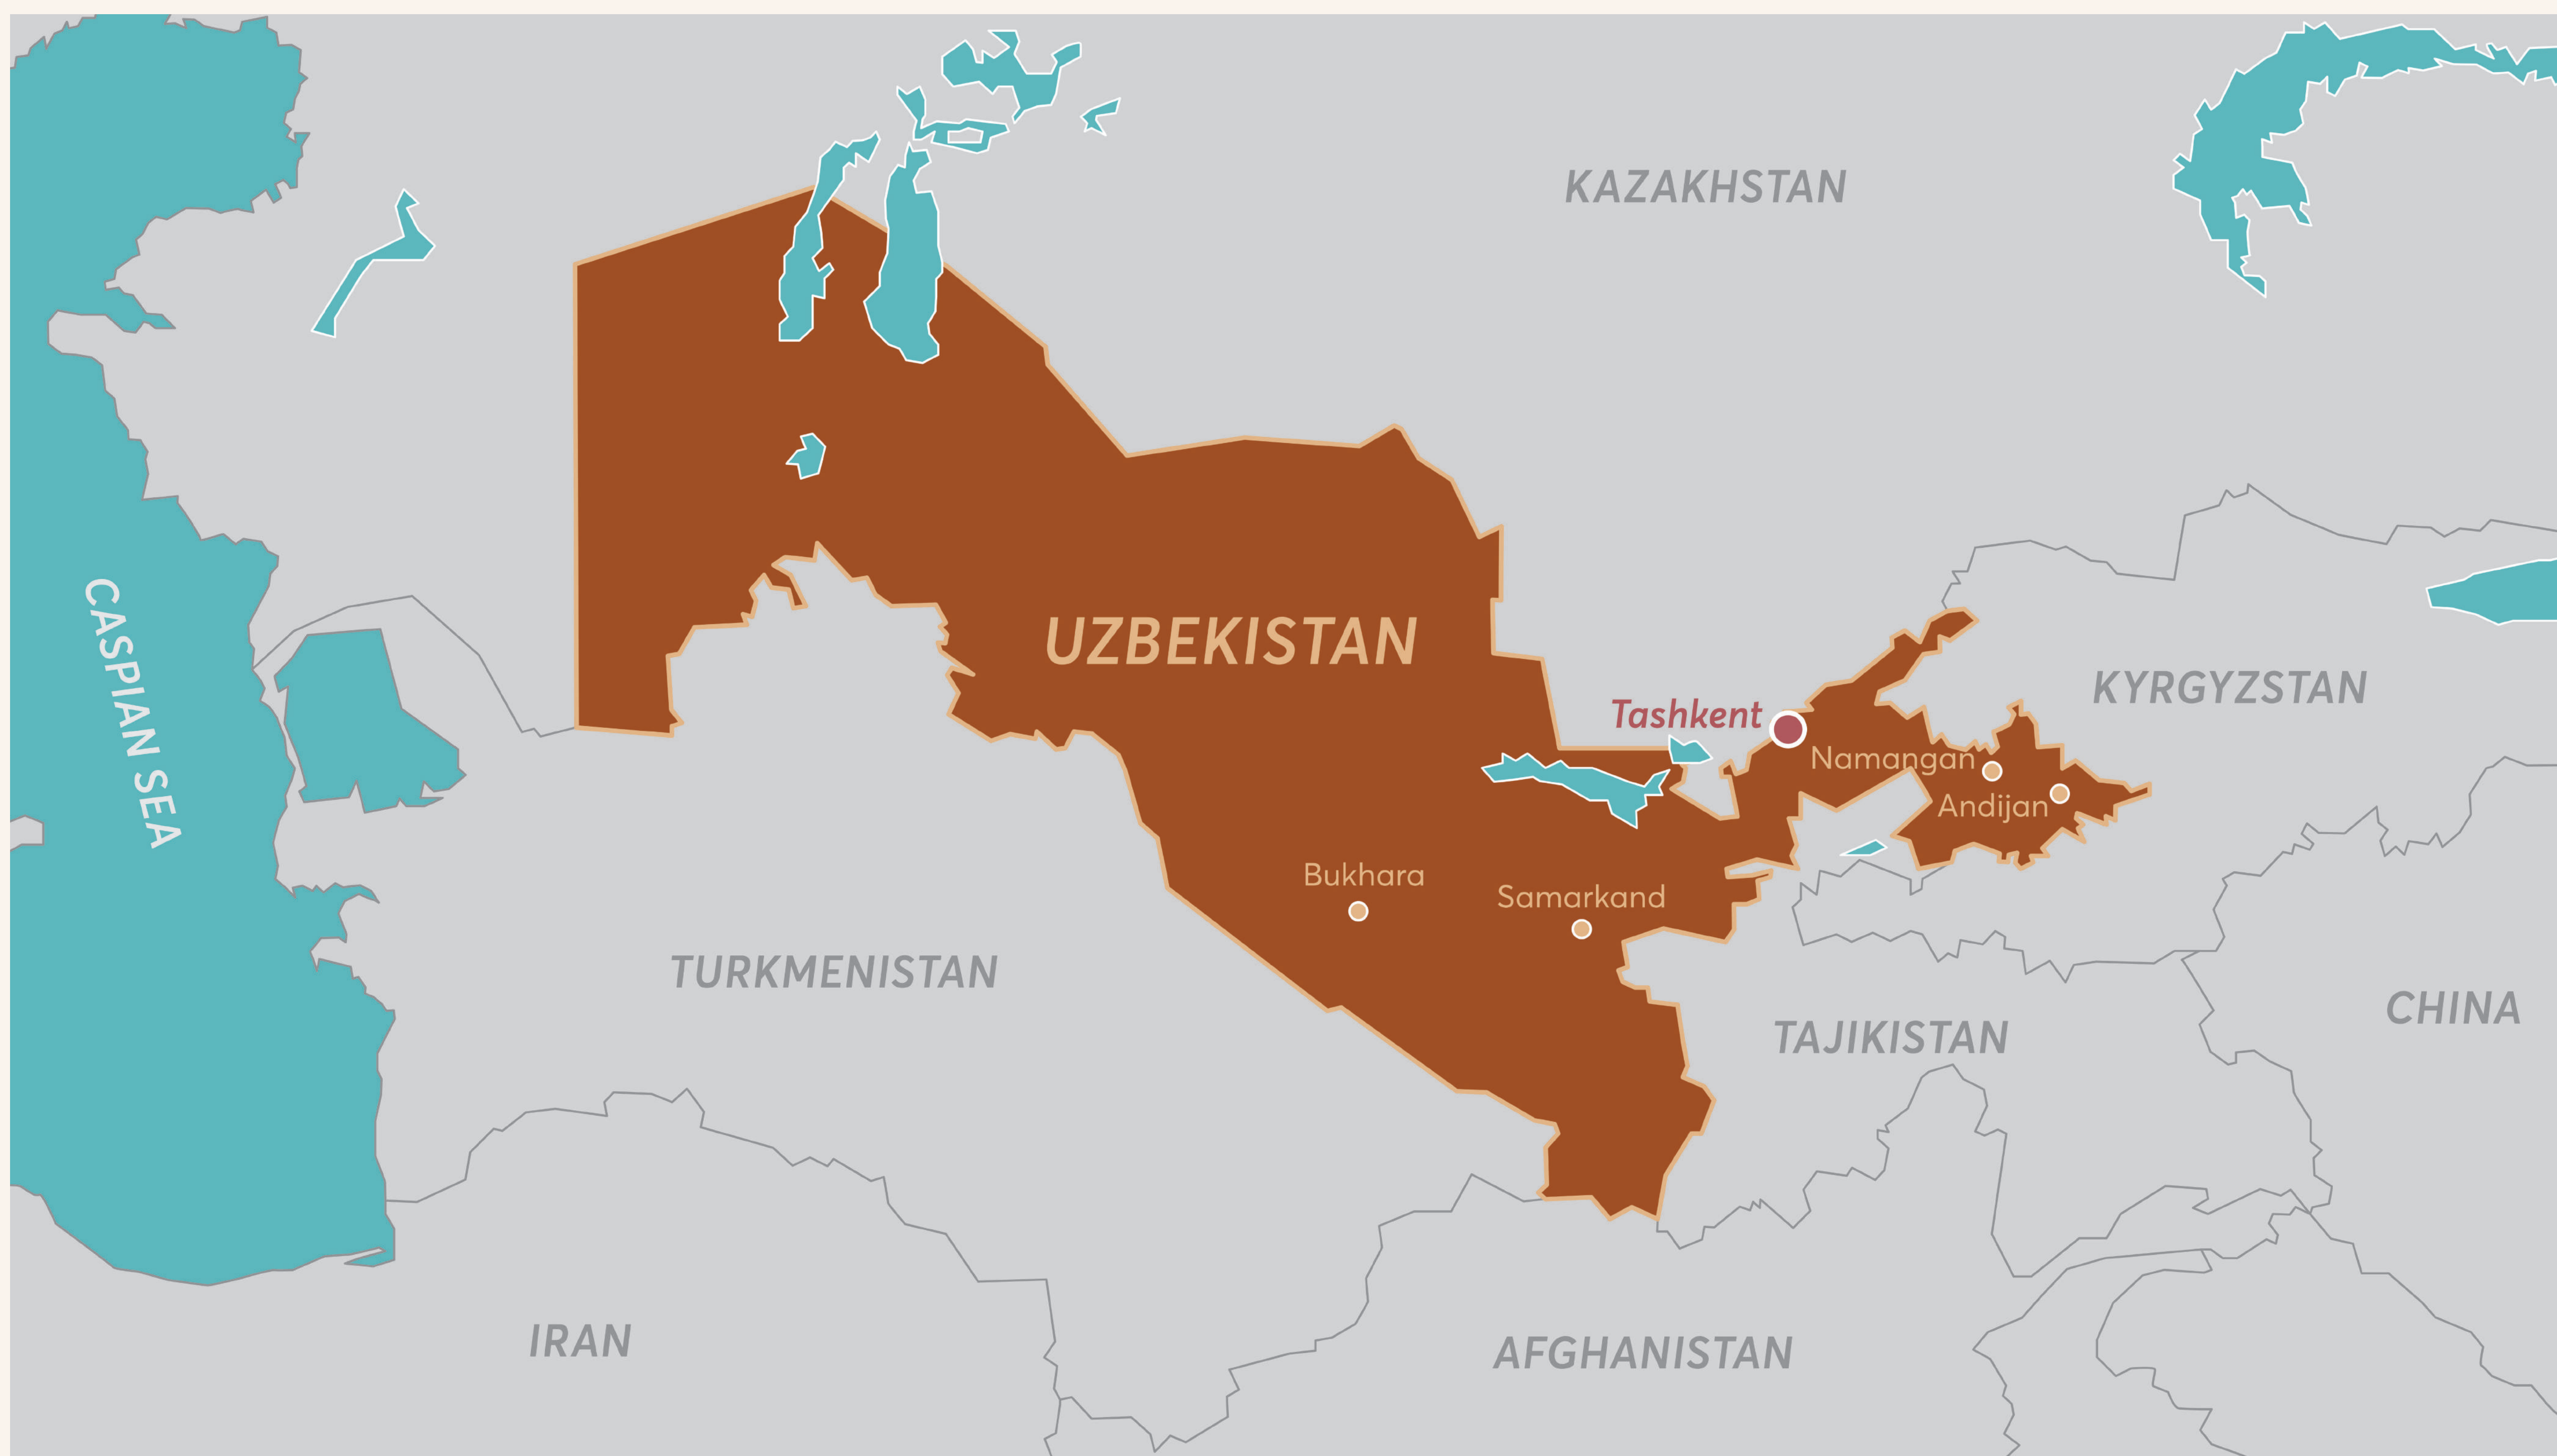 KAZAKHSTAN
CASPIAN SEA
UZBEKISTAN
Tashkent
KYRGYZSTAN
Namangan
Andijan
Bukhara
Samarkand
TURKMENISTAN
CHINA
TAJIKISTAN
IRAN
AFGHANISTAN